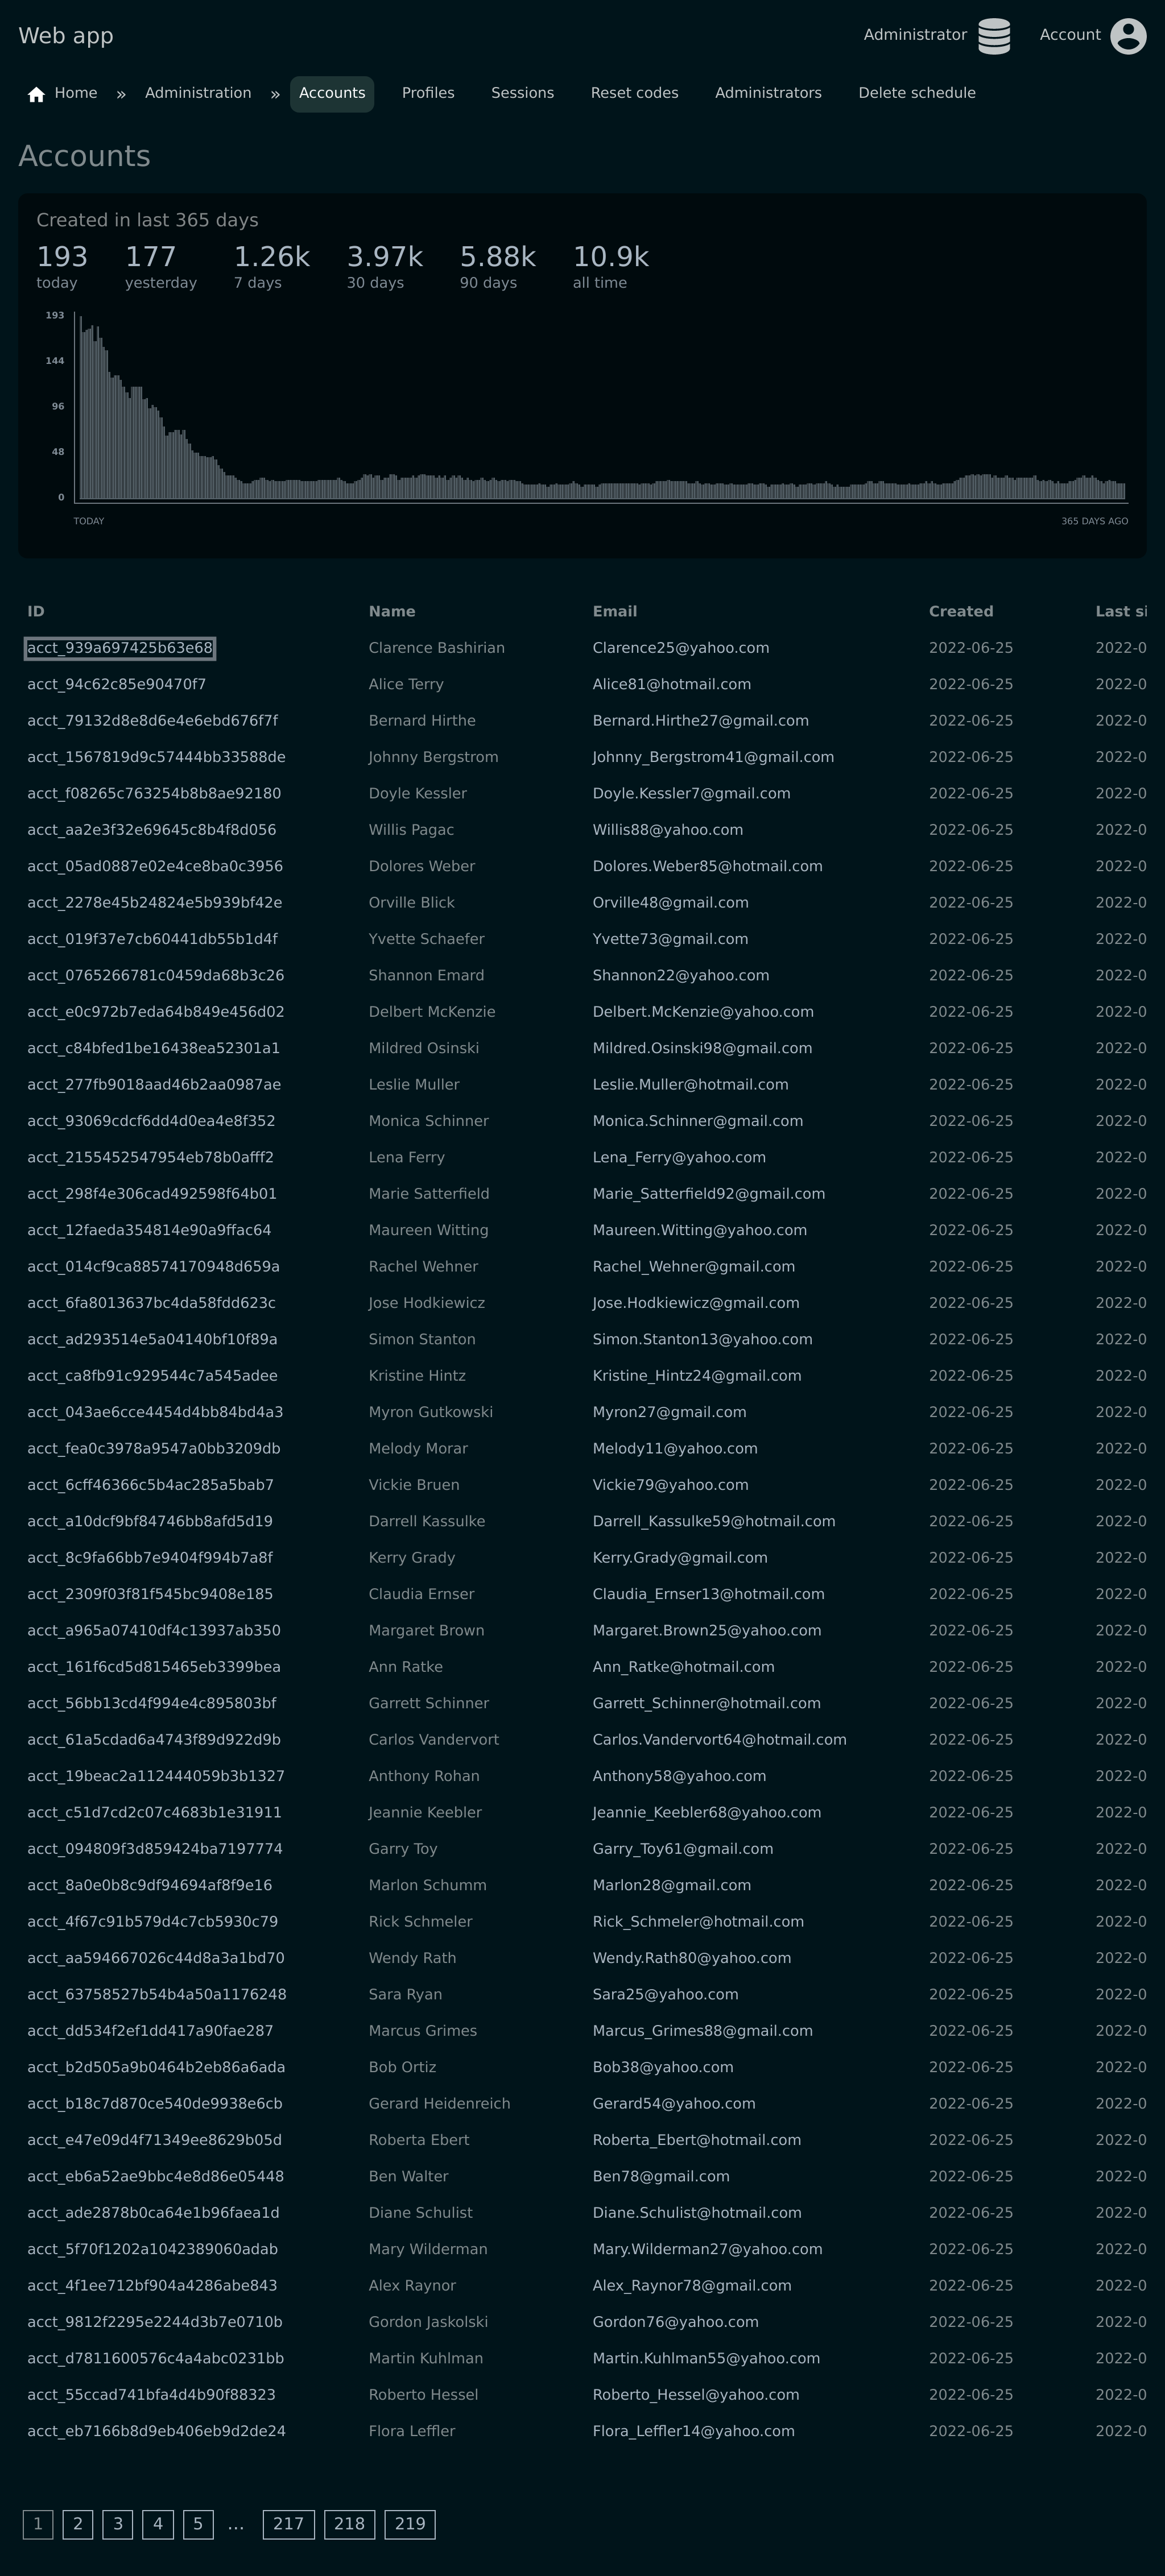 Web app
Administrator
Account
Home » Administration » Accounts Profiles Sessions Reset codes Administrators Delete schedule
Accounts
Created in last 365 days
193 177 1.26k 3.97k 5.88k 10.9k
today yesterday 7 days 30 days 90 days all time
193
144
96
48
0
TODAY 365 DAYS AGO
ID Name Email Created Last si
acct_939a697425b63e68 Clarence Bashirian Clarence25@yahoo.com 2022-06-25 2022-0
acct_94c62c85e90470f7 Alice Terry Alice81@hotmail.com 2022-06-25 2022-0
acct_79132d8e8d6e4e6ebd676f7f Bernard Hirthe Bernard.Hirthe27@gmail.com 2022-06-25 2022-0
acct_1567819d9c57444bb33588de Johnny Bergstrom Johnny_Bergstrom41@gmail.com 2022-06-25 2022-0
acct_f08265c763254b8b8ae92180 Doyle Kessler Doyle.Kessler7@gmail.com 2022-06-25 2022-0
acct_aa2e3f32e69645c8b4f8d056 Willis Pagac Willis88@yahoo.com 2022-06-25 2022-0
acct_05ad0887e02e4ce8ba0c3956 Dolores Weber Dolores.Weber85@hotmail.com 2022-06-25 2022-0
acct_2278e45b24824e5b939bf42e Orville Blick Orville48@gmail.com 2022-06-25 2022-0
acct_019f37e7cb60441db55b1d4f Yvette Schaefer Yvette73@gmail.com 2022-06-25 2022-0
acct_0765266781c0459da68b3c26 Shannon Emard Shannon22@yahoo.com 2022-06-25 2022-0
acct_e0c972b7eda64b849e456d02 Delbert McKenzie Delbert.McKenzie@yahoo.com 2022-06-25 2022-0
acct_c84bfed1be16438ea52301a1 Mildred Osinski Mildred.Osinski98@gmail.com 2022-06-25 2022-0
acct_277fb9018aad46b2aa0987ae Leslie Muller Leslie.Muller@hotmail.com 2022-06-25 2022-0
acct_93069cdcf6dd4d0ea4e8f352 Monica Schinner Monica.Schinner@gmail.com 2022-06-25 2022-0
acct_2155452547954eb78b0afff2 Lena Ferry Lena_Ferry@yahoo.com 2022-06-25 2022-0
acct_298f4e306cad492598f64b01 Marie Satterfield Marie_Satterfield92@gmail.com 2022-06-25 2022-0
acct_12faeda354814e90a9ffac64 Maureen Witting Maureen.Witting@yahoo.com 2022-06-25 2022-0
acct_014cf9ca88574170948d659a Rachel Wehner Rachel_Wehner@gmail.com 2022-06-25 2022-0
acct_6fa8013637bc4da58fdd623c Jose Hodkiewicz Jose.Hodkiewicz@gmail.com 2022-06-25 2022-0
acct_ad293514e5a04140bf10f89a Simon Stanton Simon.Stanton13@yahoo.com 2022-06-25 2022-0
acct_ca8fb91c929544c7a545adee Kristine Hintz Kristine_Hintz24@gmail.com 2022-06-25 2022-0
acct_043ae6cce4454d4bb84bd4a3 Myron Gutkowski Myron27@gmail.com 2022-06-25 2022-0
acct_fea0c3978a9547a0bb3209db Melody Morar Melody11@yahoo.com 2022-06-25 2022-0
acct_6cff46366c5b4ac285a5bab7 Vickie Bruen Vickie79@yahoo.com 2022-06-25 2022-0
acct_a10dcf9bf84746bb8afd5d19 Darrell Kassulke Darrell_Kassulke59@hotmail.com 2022-06-25 2022-0
acct_8c9fa66bb7e9404f994b7a8f Kerry Grady Kerry.Grady@gmail.com 2022-06-25 2022-0
acct_2309f03f81f545bc9408e185 Claudia Ernser Claudia_Ernser13@hotmail.com 2022-06-25 2022-0
acct_a965a07410df4c13937ab350 Margaret Brown Margaret.Brown25@yahoo.com 2022-06-25 2022-0
acct_161f6cd5d815465eb3399bea Ann Ratke Ann_Ratke@hotmail.com 2022-06-25 2022-0
acct_56bb13cd4f994e4c895803bf Garrett Schinner Garrett_Schinner@hotmail.com 2022-06-25 2022-0
acct_61a5cdad6a4743f89d922d9b Carlos Vandervort Carlos.Vandervort64@hotmail.com 2022-06-25 2022-0
acct_19beac2a112444059b3b1327 Anthony Rohan Anthony58@yahoo.com 2022-06-25 2022-0
acct_c51d7cd2c07c4683b1e31911 Jeannie Keebler Jeannie_Keebler68@yahoo.com 2022-06-25 2022-0
acct_094809f3d859424ba7197774 Garry Toy Garry_Toy61@gmail.com 2022-06-25 2022-0
acct_8a0e0b8c9df94694af8f9e16 Marlon Schumm Marlon28@gmail.com 2022-06-25 2022-0
acct_4f67c91b579d4c7cb5930c79 Rick Schmeler Rick_Schmeler@hotmail.com 2022-06-25 2022-0
acct_aa594667026c44d8a3a1bd70 Wendy Rath Wendy.Rath80@yahoo.com 2022-06-25 2022-0
acct_63758527b54b4a50a1176248 Sara Ryan Sara25@yahoo.com 2022-06-25 2022-0
acct_dd534f2ef1dd417a90fae287 Marcus Grimes Marcus_Grimes88@gmail.com 2022-06-25 2022-0
acct_b2d505a9b0464b2eb86a6ada Bob Ortiz Bob38@yahoo.com 2022-06-25 2022-0
acct_b18c7d870ce540de9938e6cb Gerard Heidenreich Gerard54@yahoo.com 2022-06-25 2022-0
acct_e47e09d4f71349ee8629b05d Roberta Ebert Roberta_Ebert@hotmail.com 2022-06-25 2022-0
acct_eb6a52ae9bbc4e8d86e05448 Ben Walter Ben78@gmail.com 2022-06-25 2022-0
acct_ade2878b0ca64e1b96faea1d Diane Schulist Diane.Schulist@hotmail.com 2022-06-25 2022-0
acct_5f70f1202a1042389060adab Mary Wilderman Mary.Wilderman27@yahoo.com 2022-06-25 2022-0
acct_4f1ee712bf904a4286abe843 Alex Raynor Alex_Raynor78@gmail.com 2022-06-25 2022-0
acct_9812f2295e2244d3b7e0710b Gordon Jaskolski Gordon76@yahoo.com 2022-06-25 2022-0
acct_d7811600576c4a4abc0231bb Martin Kuhlman Martin.Kuhlman55@yahoo.com 2022-06-25 2022-0
acct_55ccad741bfa4d4b90f88323 Roberto Hessel Roberto_Hessel@yahoo.com 2022-06-25 2022-0
acct_eb7166b8d9eb406eb9d2de24 Flora Leffler Flora_Leffler14@yahoo.com 2022-06-25 2022-0
1 2 3 4 5 ... 217 218 219